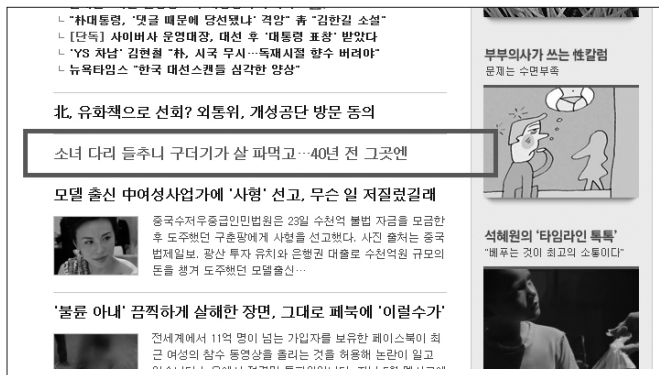 ㄴ "朴대통령, '댓글 때문에 당선됐냐' 격앙" 靑 "김한길 소설"
ㄴ [단독] 사이버사 운영대장, 대선 후 '대통령 표창' 받았다
ㄴ 'YS 차남' 김현철 "朴, 시국 무시…독재시절 향수 버려야"
ㄴ 뉴욕타임스 "한국 대선스캔들 심각한 양상"
北, 유화책으로 선회? 외통위, 개성공단 방문 동의
소녀 다리 들추니 구더기가 살 파먹고…40년 전 그곳엔
모델 출신 中여성사업가에 '사형' 선고, 무슨 일 저질렀길래
중국수저우중급인민법원은 23일 수천억 불법 자금을 모금한
후 도주했던 구춘팡에게 사형을 선고했다. 사진 출처는 중국
법제일보. 광산 투자 유치와 은행권 대출로 수천억원 규모의
돈을 챙겨 도주했던 모델출신…
'불륜 아내' 끔찍하게 살해한 장면, 그대로 페북에 '이럴수가'
전세계에서 11억 명이 넘는 가입자를 보유한 페이스북이 최
근 여성의 참수 동영상을 올리는 것을 허용해 논란이 일고
부부의사가 쓰는 性칼럼
문제는 수면부족
석혜원의 '타임라인 톡톡'
"베푸는 것이 최고의 소통이다"